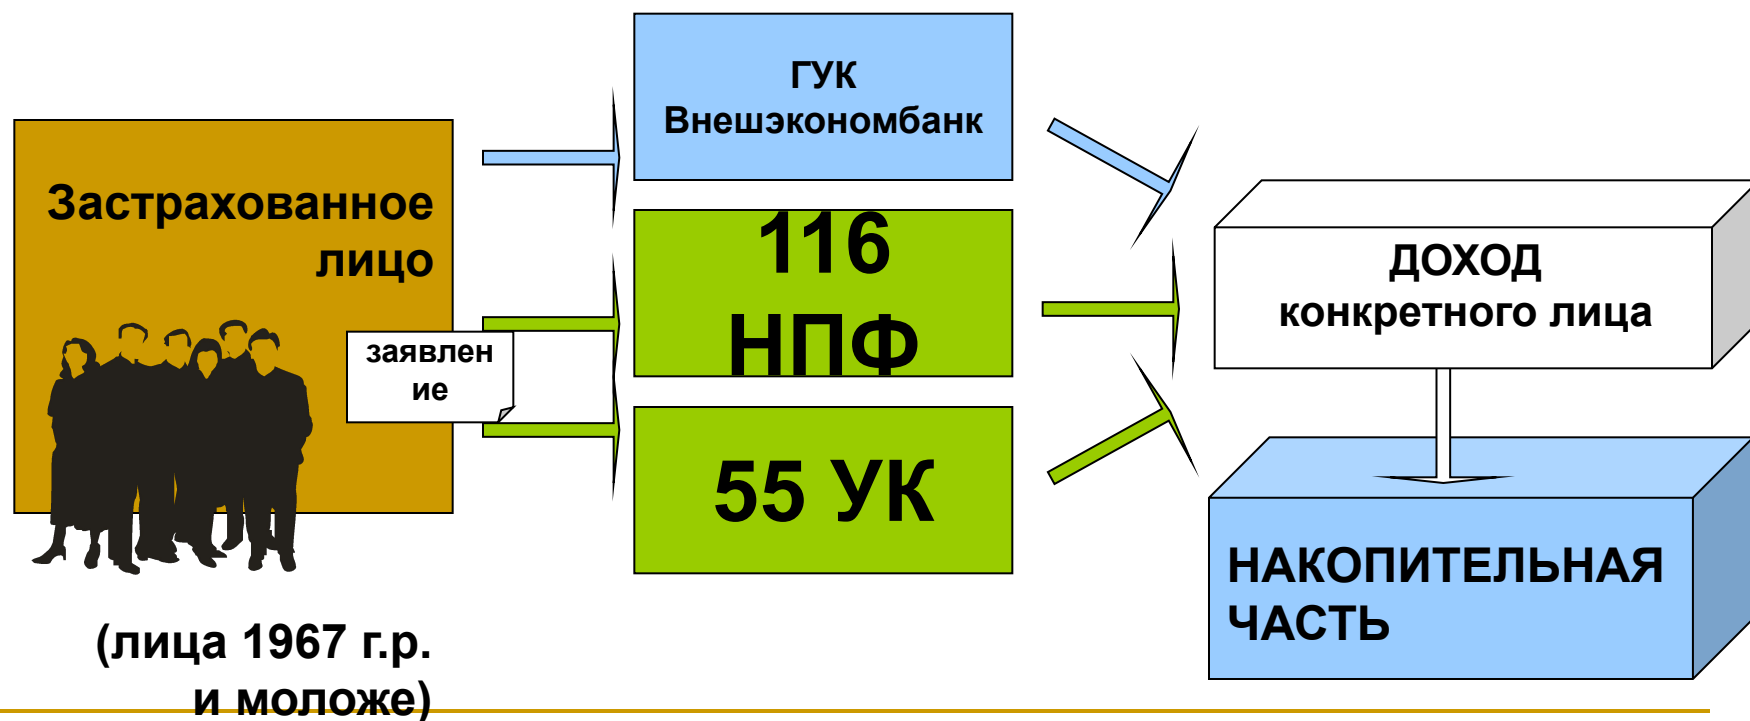 Застрахованное
лицо
заявлен
ие
(лица 1967 г.р.
и моложе)
ГУК
Внешэкономбанк
116
НПФ
55 УК
ДОХОД
конкретного лица
НАКОПИТЕЛЬНАЯ
ЧАСТЬ